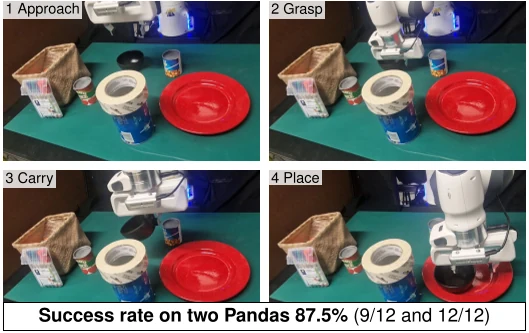 1 Approach
2 Grasp
3 Carry
4 Place
Success rate on two Pandas 87.5% (9/12 and 12/12)